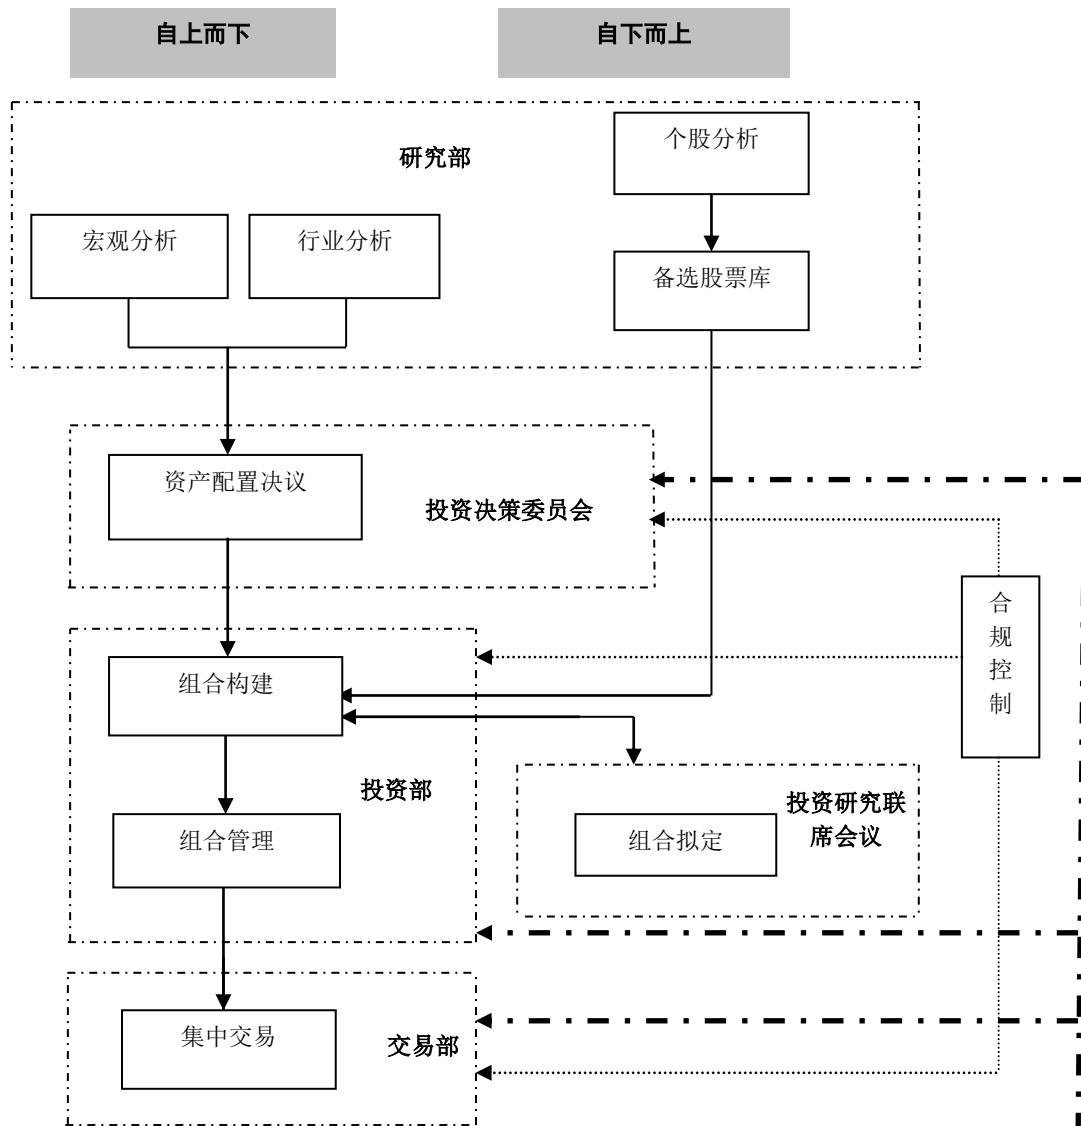 自上而下
自下而上
研究部
个股分析
宏观分析
行业分析
备选股票库
资产配置决议
投资决策委员会
合
规
控
制
组合构建
投资部
投资研究联
席会议
组合管理
组合拟定
集中交易
交易部